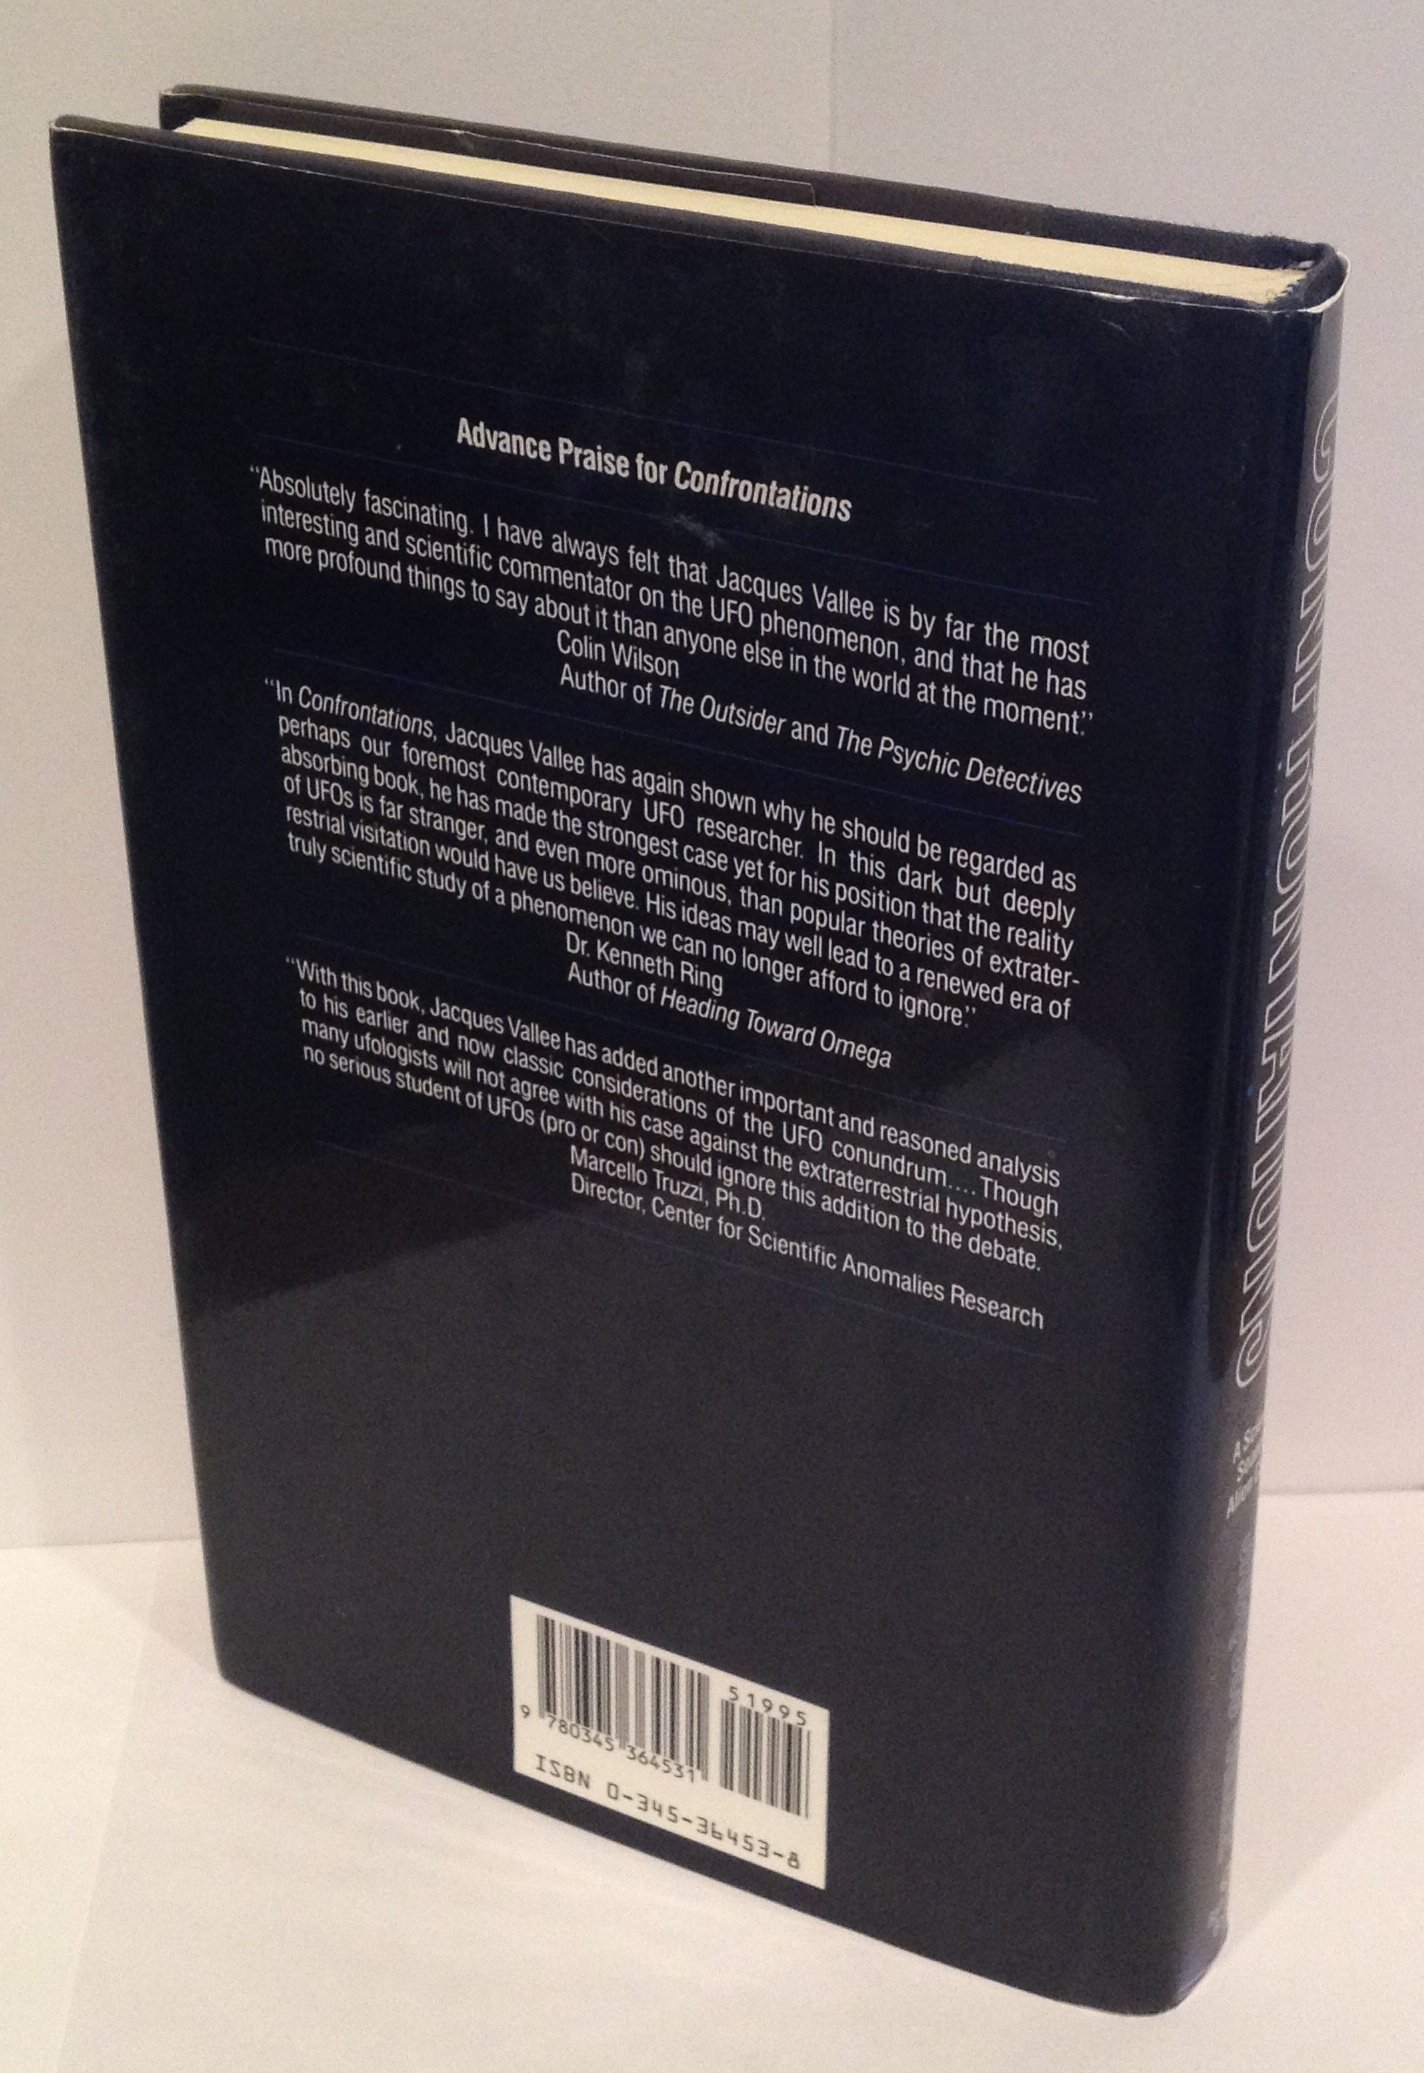 Advance Praise for Confrontations
“Absolutely fascinating. I have always felt that Jacques Vallee is by far the most
interesting and scientific commentator on the UFO phenomenon, and that he has
more profound things to say about it than anyone else in the world at the moment.”
Colin Wilson
Author of The Outsider and The Psychic Detectives
“In Confrontations, Jacques Vallee has again shown why he should be regarded as
perhaps our foremost contemporary UFO researcher. In this dark but deeply
absorbing book, he has made the strongest case yet for his position that the reality
of UFOs is far stranger, and even more ominous, than popular theories of extrater-
restrial visitation would have us believe. His ideas may well lead to a renewed era of
truly scientific study of a phenomenon we can no longer afford to ignore.”
Dr. Kenneth Ring
Author of Heading Toward Omega
“With this book, Jacques Vallee has added another important and reasoned analysis
to his earlier and now classic considerations of the UFO conundrum.... Though
many ufologists will not agree with his case against the extraterrestrial hypothesis,
no serious student of UFOs (pro or con) should ignore this addition to the debate.
Marcello Truzzi, Ph.D.
Director, Center for Scientific Anomalies Research
51995
9 780345 364531
ISBN 0-345-36453-8
CONFRONTATIONS
A